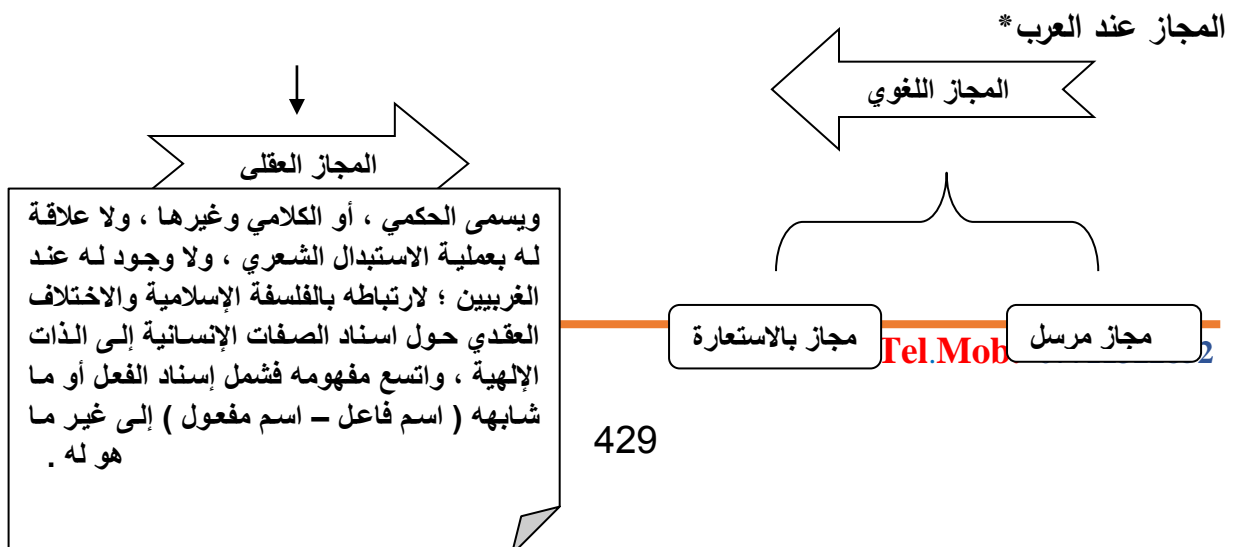 المجاز عند العرب*
المجاز اللغوي
المجاز العقلى
ويسمى الحكمي ، أو الكلامي وغيرها ، ولا علاقة
له بعملية الاستبدال الشعري ، ولا وجود له عند
الغربيين ؛ لارتباطه بالفلسفة الإسلامية والاختلاف
العقدي حول اسناد الصفات الإنسانية إلى الذات
الإلهية ، واتسع مفهومه فشمل إسناد الفعل أو ما
شابهه ( اسم فاعل – اسم مفعول ) إلى غير ما
هو له .
مجاز مرسل
مجاز بالاستعارة
Tel.Mob
2
429